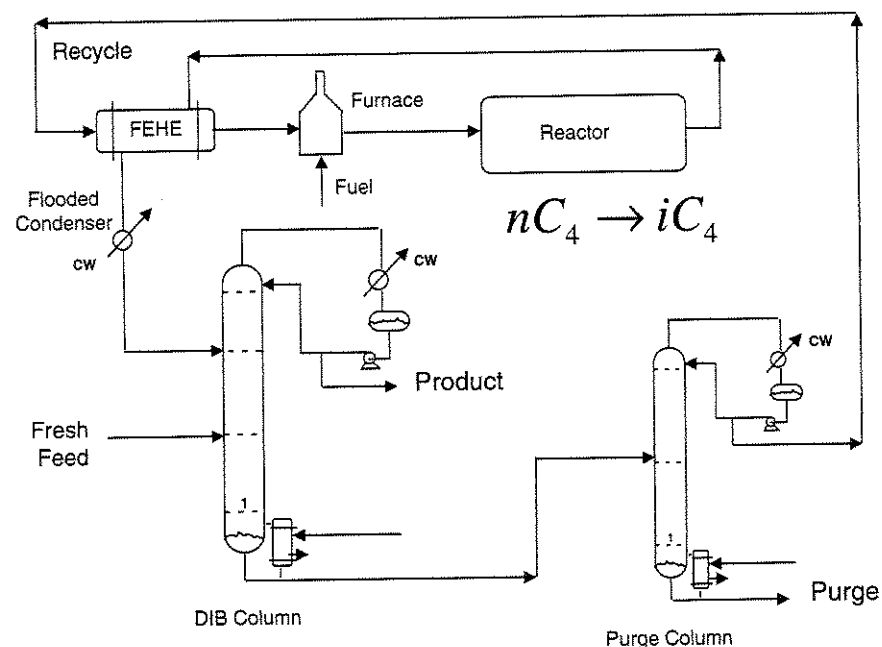 Recycle
FEHE
Furnace
Reactor
Fuel
nC4 → iC4
Flooded
Condenser
cw
cw
Product
Fresh
Feed
1
DIB Column
cw
1
Purge
Purge Column